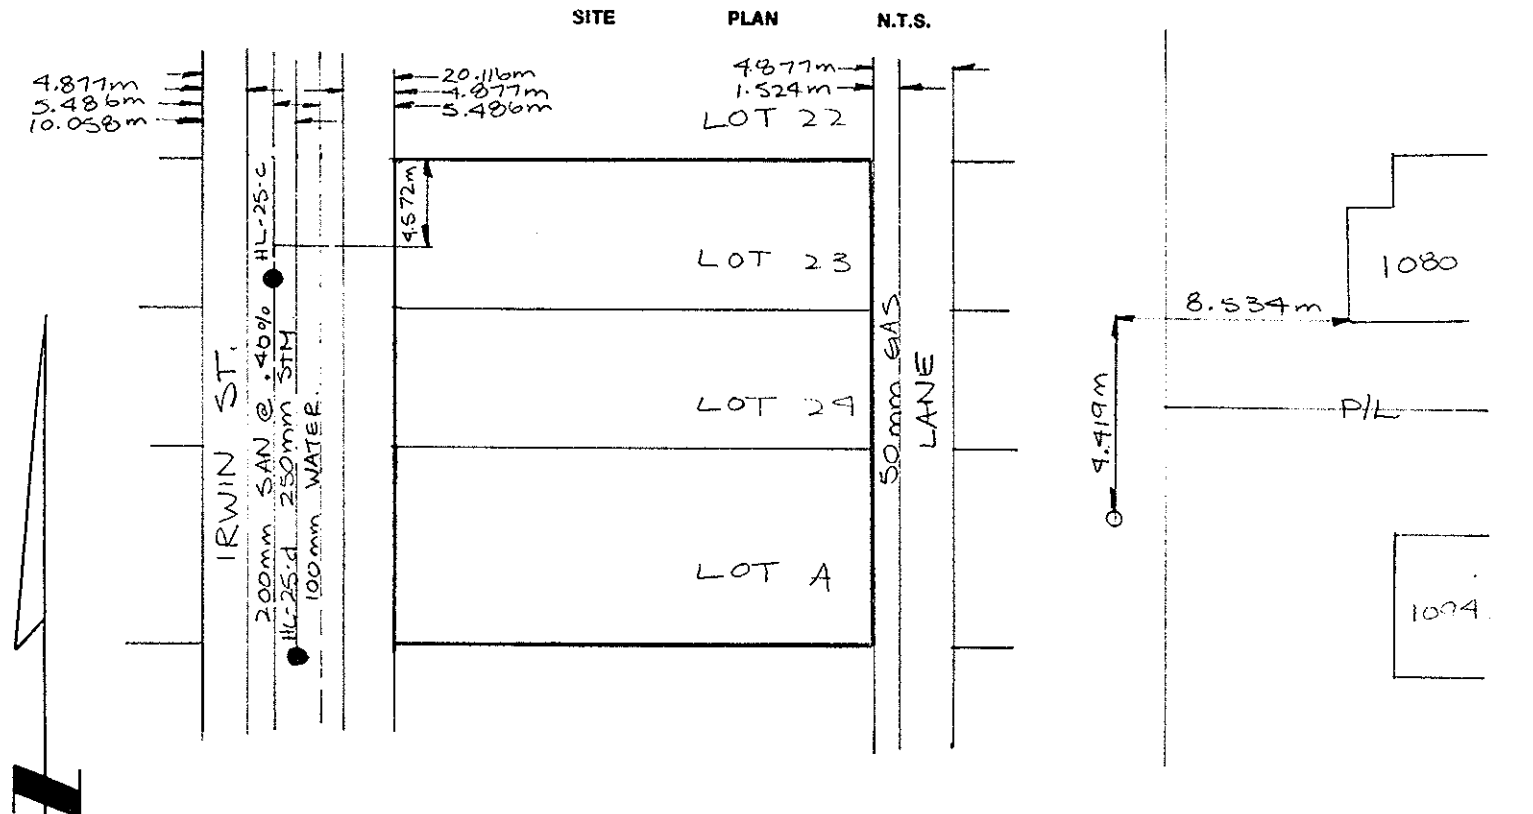 SITE PLAN N.T.S.
4.877m
5.486m
10.058m
20.116m
4.877m
5.486m
4.877m
1.524m
LOT 22
4.572m
HL-25-C
LOT 23
LOT 24
LOT A
IRWIN ST.
200mm SAN @ .40%
HL-25-d 250mm STM
100mm WATER.
50mm GAS
LANE
1080
8.534m
4.419m
P/L
N